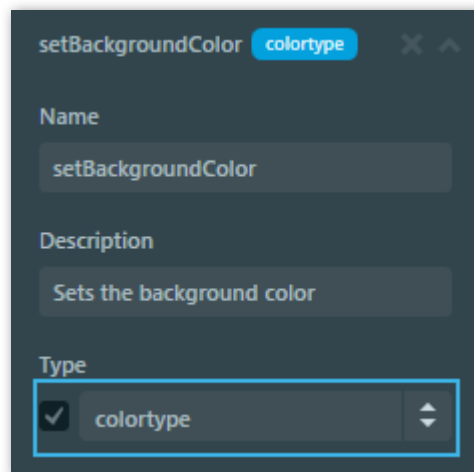 setBackgroundColor colortype
Name
setBackgroundColor
Description
Sets the background color
Type
colortype